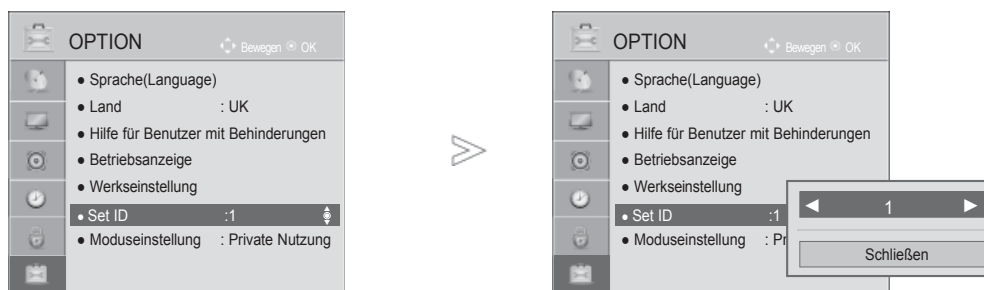 OPTION
Bewegen OK
● Sprache(Language)
● Land : UK
● Hilfe für Benutzer mit Behinderungen
● Betriebsanzeige
● Werkseinstellung
● Set ID :1
● Moduseinstellung : Private Nutzung
OPTION
Bewegen OK
● Sprache(Language)
● Land : UK
● Hilfe für Benutzer mit Behinderungen
● Betriebsanzeige
● Werkseinstellung
● Set ID :1
● Moduseinstellung : Pr
◄ 1 ►
Schließen